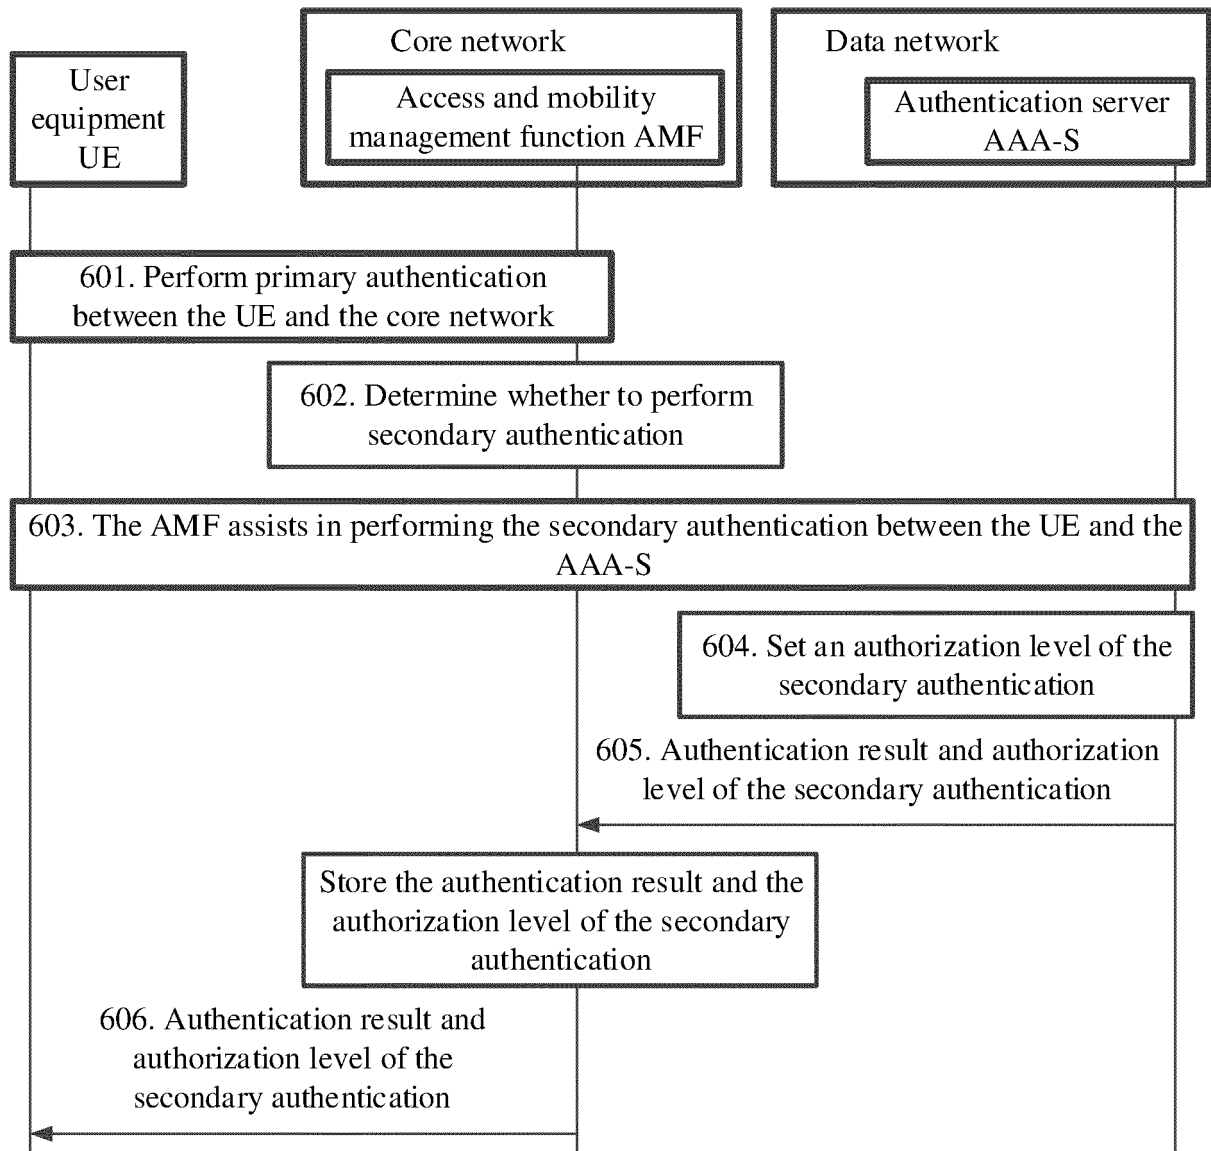 User
equipment
UE
Core network
Access and mobility
management function AMF
Data network
Authentication server
AAA-S
601. Perform primary authentication
between the UE and the core network
602. Determine whether to perform
secondary authentication
603. The AMF assists in performing the secondary authentication between the UE and the
AAA-S
604. Set an authorization level of the
secondary authentication
605. Authentication result and authorization
level of the secondary authentication
Store the authentication result and the
authorization level of the secondary
authentication
606. Authentication result and
authorization level of the
secondary authentication